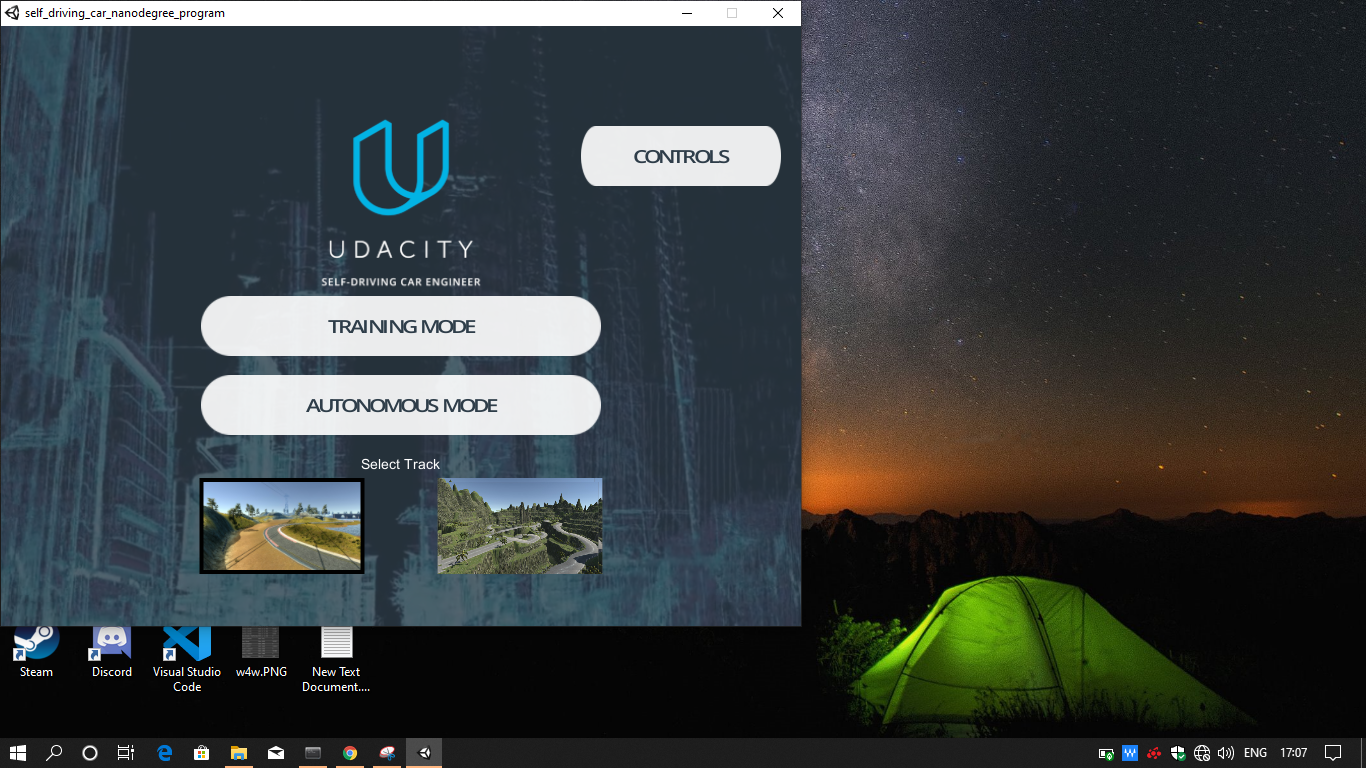 self_driving_car_nanodegree_program
CONTROLS
UDACITY
SELF-DRIVING CAR ENGINEER
TRAINING MODE
AUTONOMOUS MODE
Select Track
Steam
Discord
Visual Studio
Code
w4w.PNG
New Text
Document....
ENG
17:07